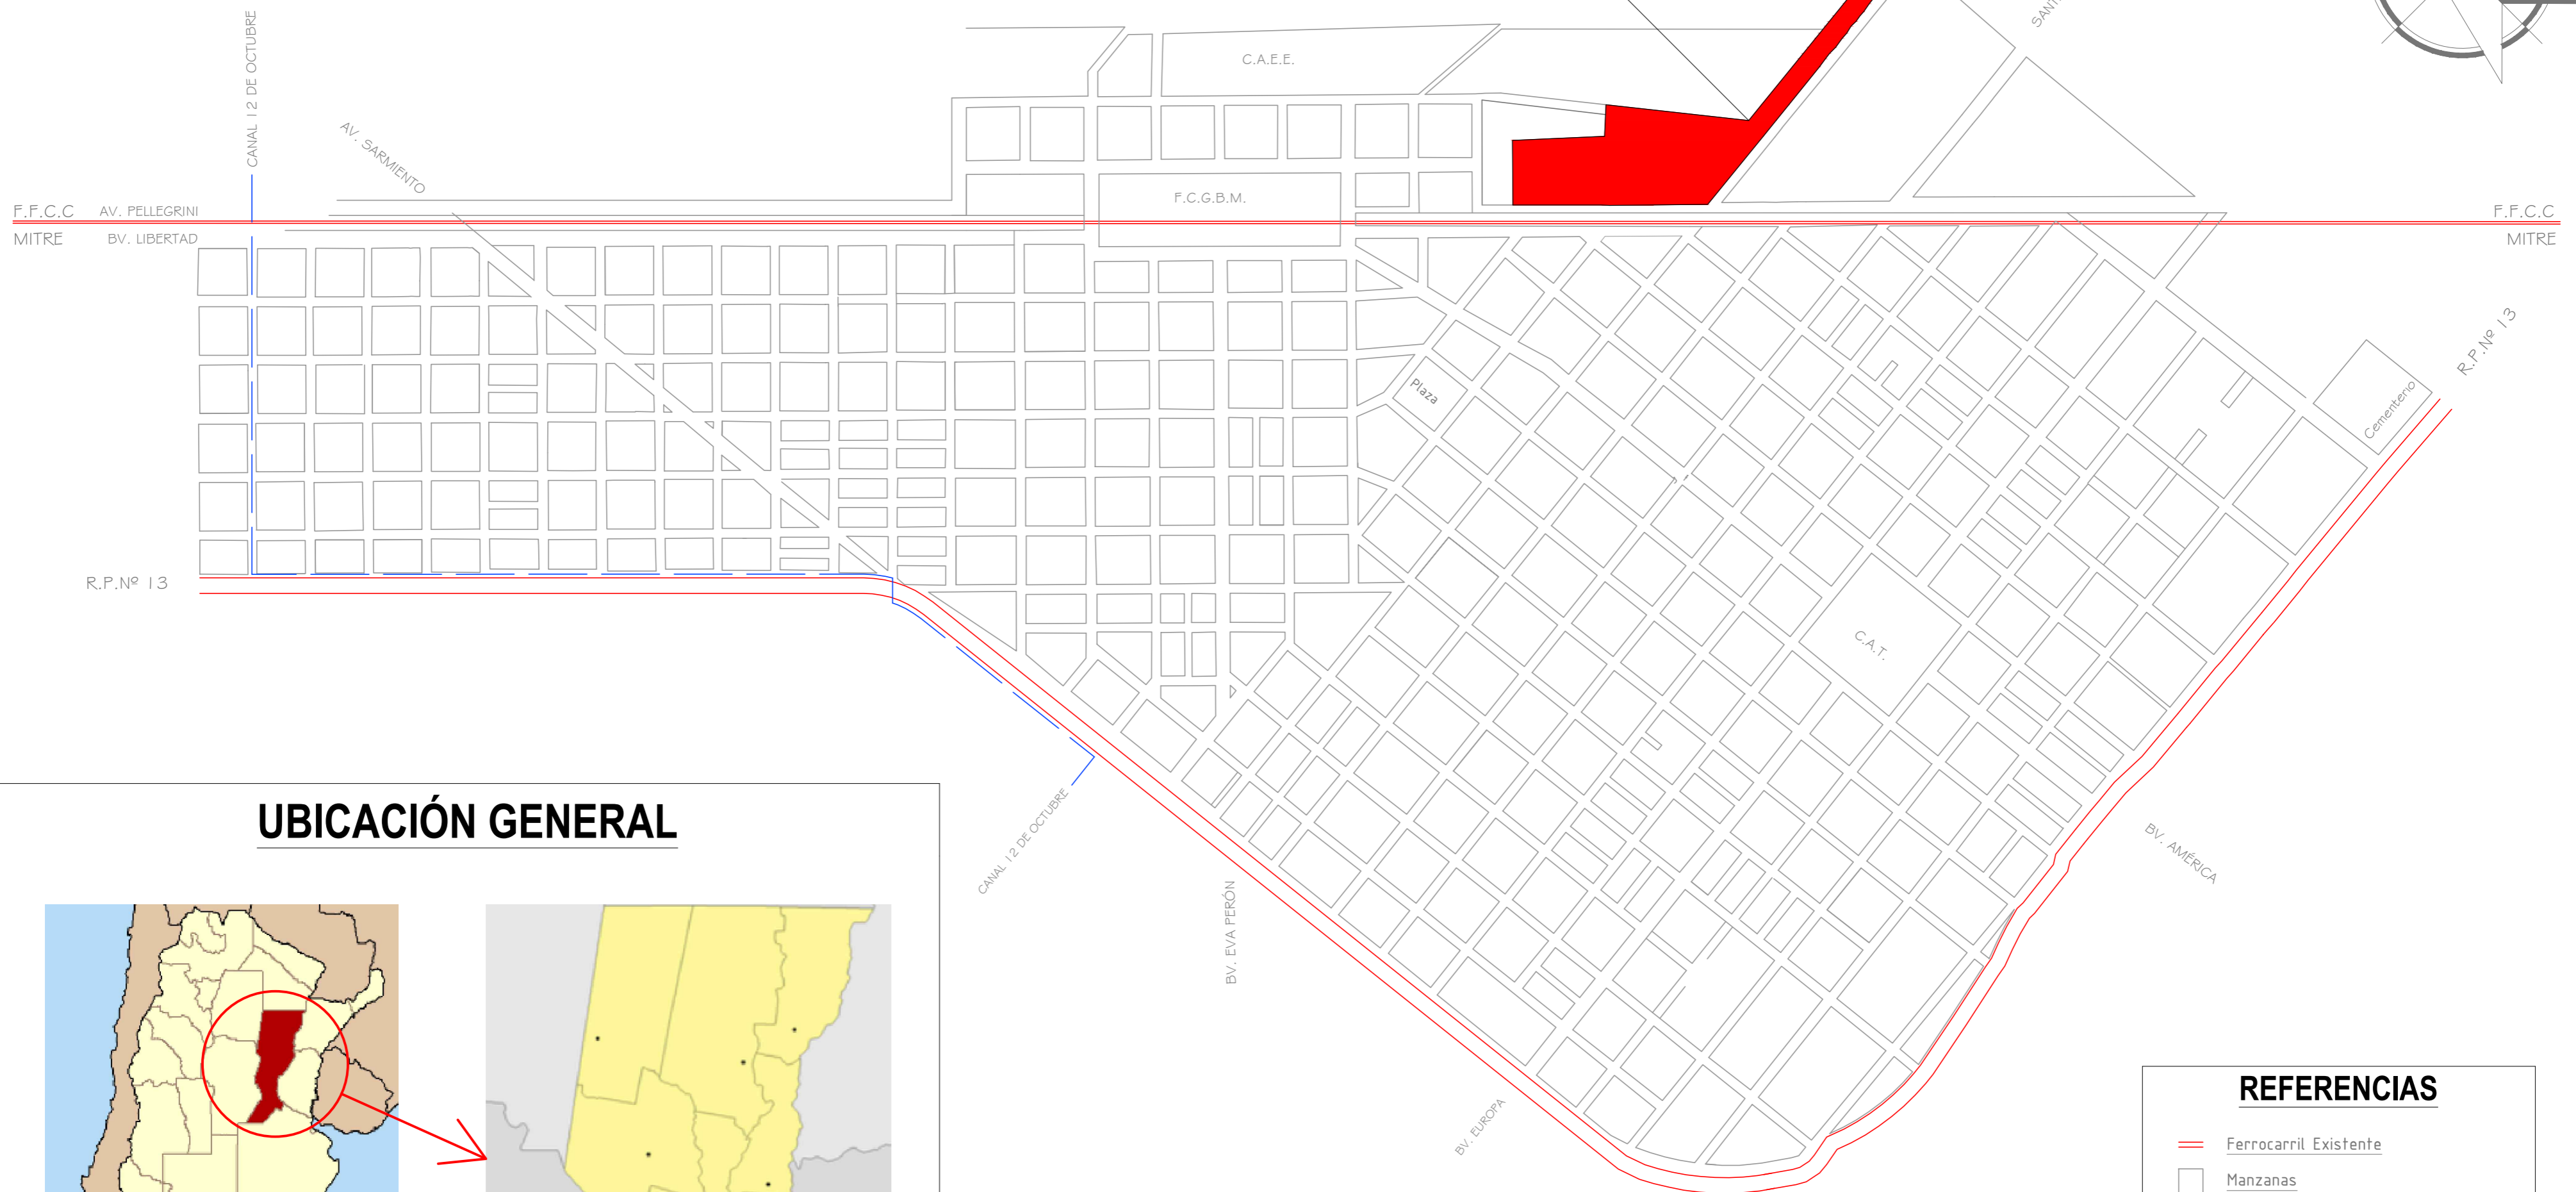 CANAL 12 DE OCTUBRE
C.A.E.E.
AV. SARMIENTO
F.C.G.B.M.
F.F.C.C
AV. PELLEGRINI
F.F.C.C
MITRE
BV. LIBERTAD
MITRE
R.P.Nº 13
Plaza
Cementerio
R.P.Nº 13
C.A.T.
CANAL 12 DE OCTUBRE
BV. EVA PERÓN
BV. AMÉRICA
BV. EUROPA
UBICACIÓN GENERAL
REFERENCIAS
Ferrocarril Existente
Manzanas